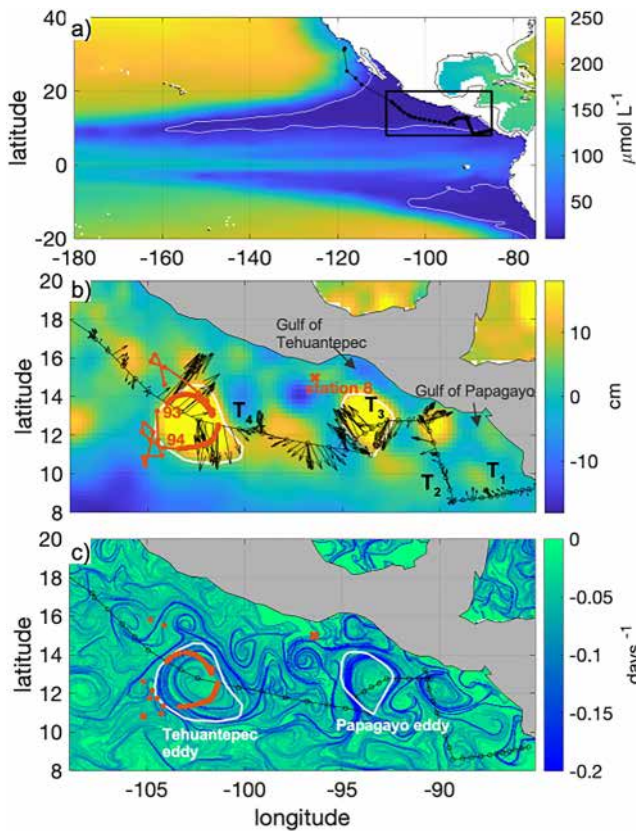 a)
40
20
0
-20
latitude
-180
-160
-140
-120
-100
-80
250
200
150
100
50
μmol L⁻¹
b)
20
18
16
14
12
10
8
latitude
Gulf of
Tehuantepec
station 8
Gulf of Papagayo
93
94
T₄
T₃
T₂
T₁
10
0
-10
cm
c)
20
18
16
14
12
10
8
latitude
Tehuantepec
eddy
Papagayo eddy
-105
-100
-95
-90
longitude
0
-0.05
-0.1
-0.15
-0.2
days ⁻¹